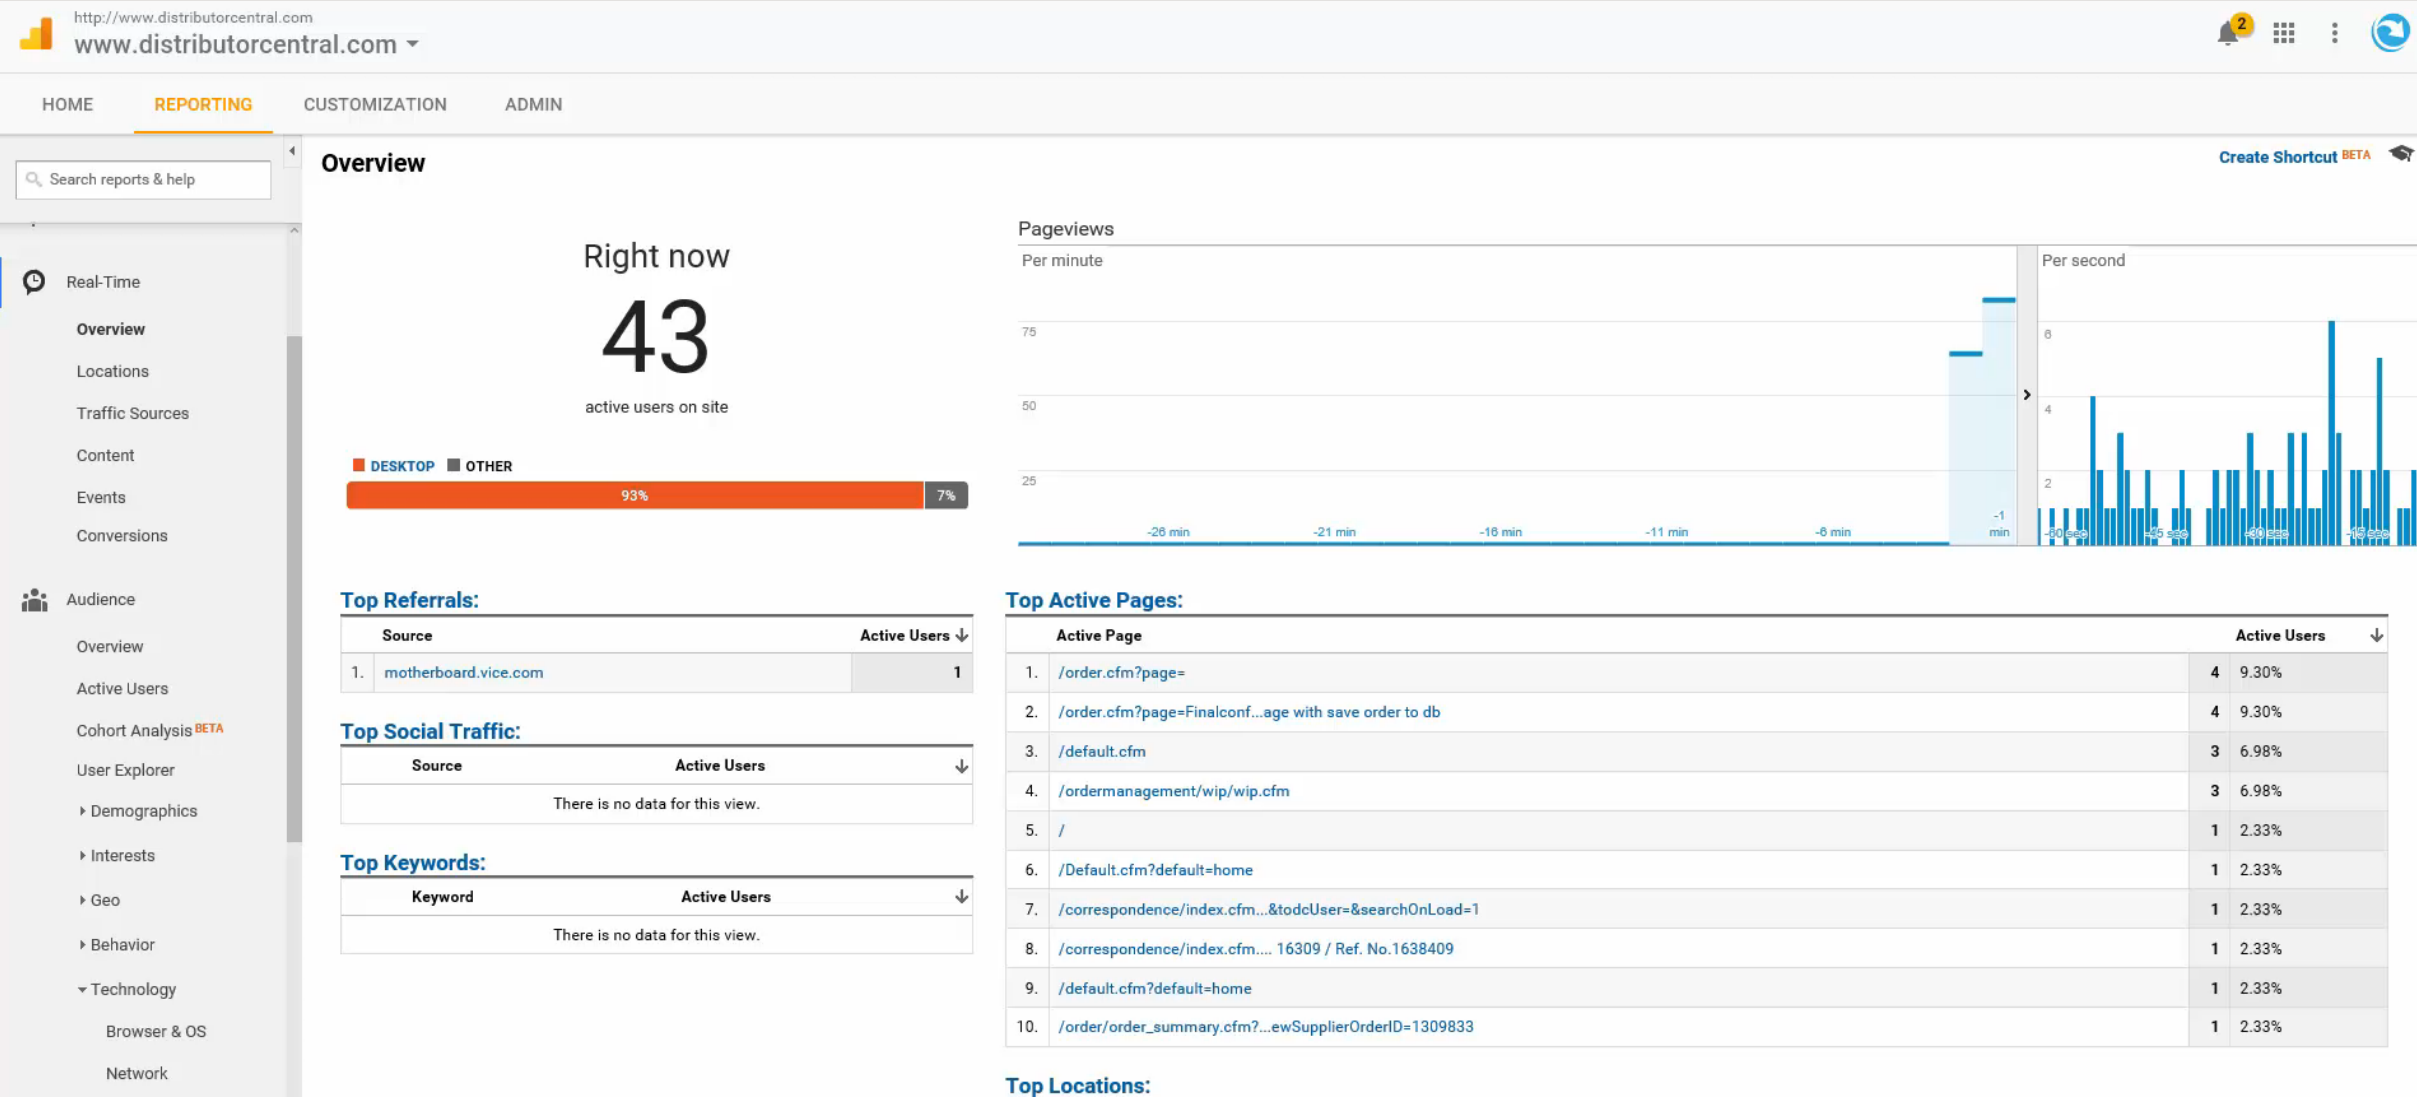 http://www.distributorcentral.com
www.distributorcentral.com
2
HOME REPORTING CUSTOMIZATION ADMIN
Search reports & help
Overview
Create Shortcut BETA
Real-Time
Overview
Locations
Traffic Sources
Content
Events
Conversions
Audience
Overview
Active Users
Cohort Analysis BETA
User Explorer
Demographics
Interests
Geo
Behavior
Technology
Browser & OS
Network
Right now
43
active users on site
DESKTOP OTHER
93% 7%
Pageviews
Per minute
75
50
25
-26 min -21 min -16 min -11 min -6 min -1 min
Per second
6
4
2
-60 sec -45 sec -30 sec -15 sec
Top Referrals:
Source Active Users
1. motherboard.vice.com 1
Top Social Traffic:
Source Active Users
There is no data for this view.
Top Keywords:
Keyword Active Users
There is no data for this view.
Top Active Pages:
Active Page Active Users
1. /order.cfm?page= 4 9.30%
2. /order.cfm?page=Finalconf...age with save order to db 4 9.30%
3. /default.cfm 3 6.98%
4. /ordermanagement/wip/wip.cfm 3 6.98%
5. / 1 2.33%
6. /Default.cfm?default=home 1 2.33%
7. /correspondence/index.cfm...&todcUser=&searchOnLoad=1 1 2.33%
8. /correspondence/index.cfm.... 16309 / Ref. No.1638409 1 2.33%
9. /default.cfm?default=home 1 2.33%
10. /order/order_summary.cfm?...ewSupplierOrderID=1309833 1 2.33%
Top Locations: